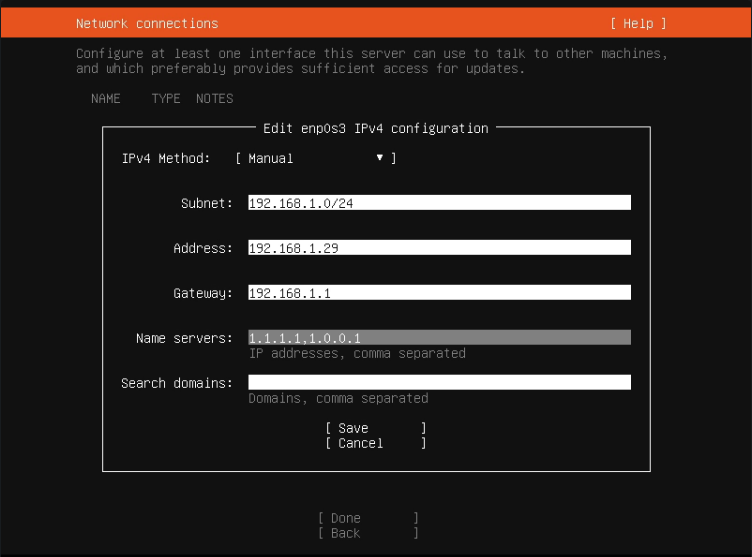 Network connections [ Help ]
Configure at least one interface this server can use to talk to other machines,
and which preferably provides sufficient access for updates.
NAME TYPE NOTES
Edit enp0s3 IPv4 configuration
IPv4 Method: [ Manual ▼ ]
Subnet: 192.168.1.0/24
Address: 192.168.1.29
Gateway: 192.168.1.1
Name servers: 1.1.1.1,1.0.0.1
IP addresses, comma separated
Search domains:
Domains, comma separated
[ Save ]
[ Cancel ]
[ Done ]
[ Back ]